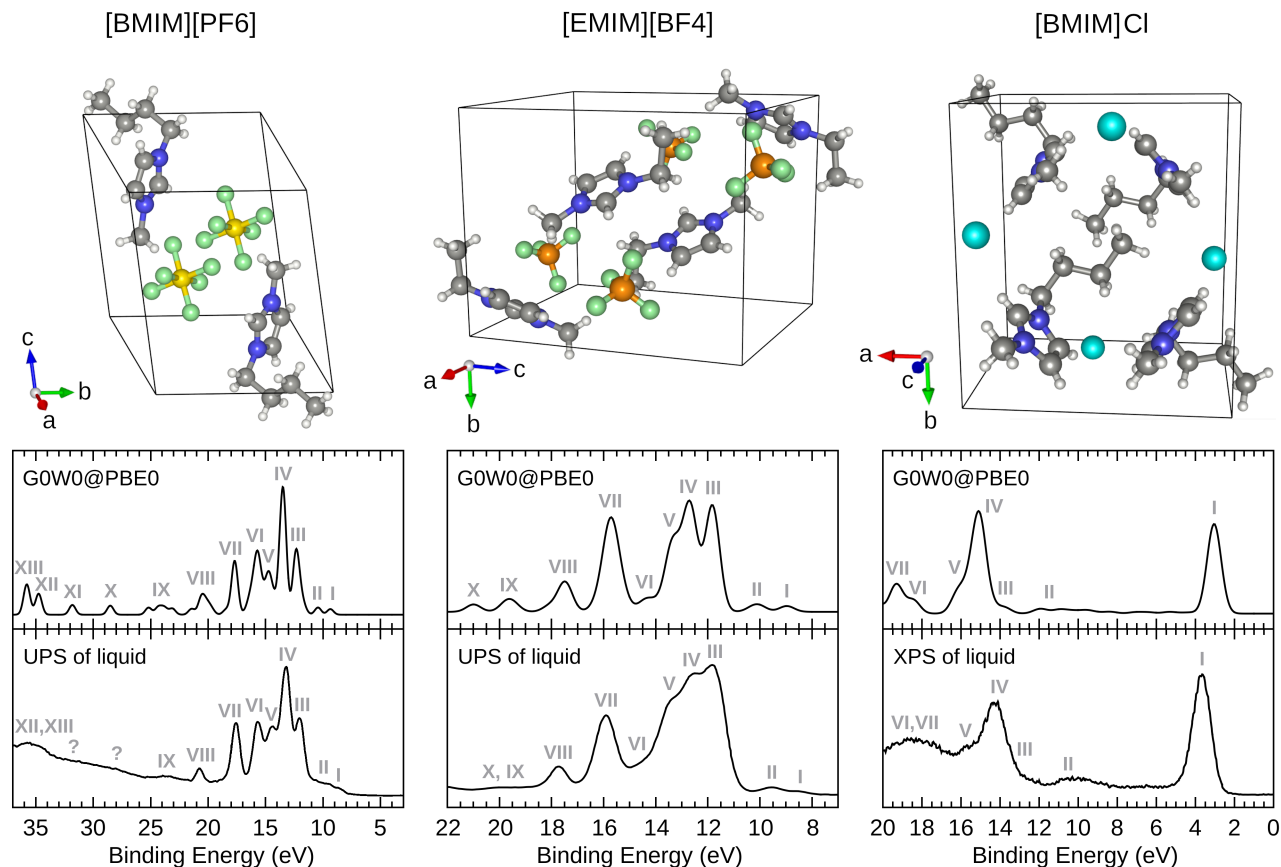 [BMIM][PF6]
[EMIM][BF4]
[BMIM]Cl
c
b
a
a
c
b
a
c
b
G0W0@PBE0
XIII
XII
XI
X
IX
VIII
VII
VI
V
IV
III
II
I
UPS of liquid
XII,XIII
?
?
IX
VIII
VII
VI
V
IV
III
II
I
35 30 25 20 15 10 5
Binding Energy (eV)
G0W0@PBE0
X
IX
VIII
VII
VI
V
IV
III
II
I
UPS of liquid
X, IX
VIII
VII
VI
V
IV
III
II
I
22 20 18 16 14 12 10 8
Binding Energy (eV)
G0W0@PBE0
VII
VI
V
IV
III
II
I
XPS of liquid
VI,VII
V
IV
III
II
I
20 18 16 14 12 10 8 6 4 2 0
Binding Energy (eV)